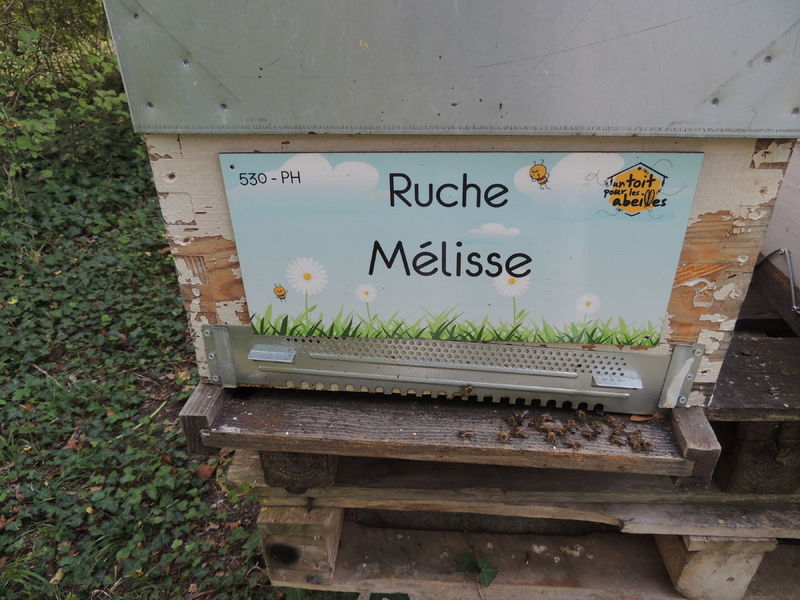 530 - PH
Ruche
Mélisse
un toit
pour les
abeilles